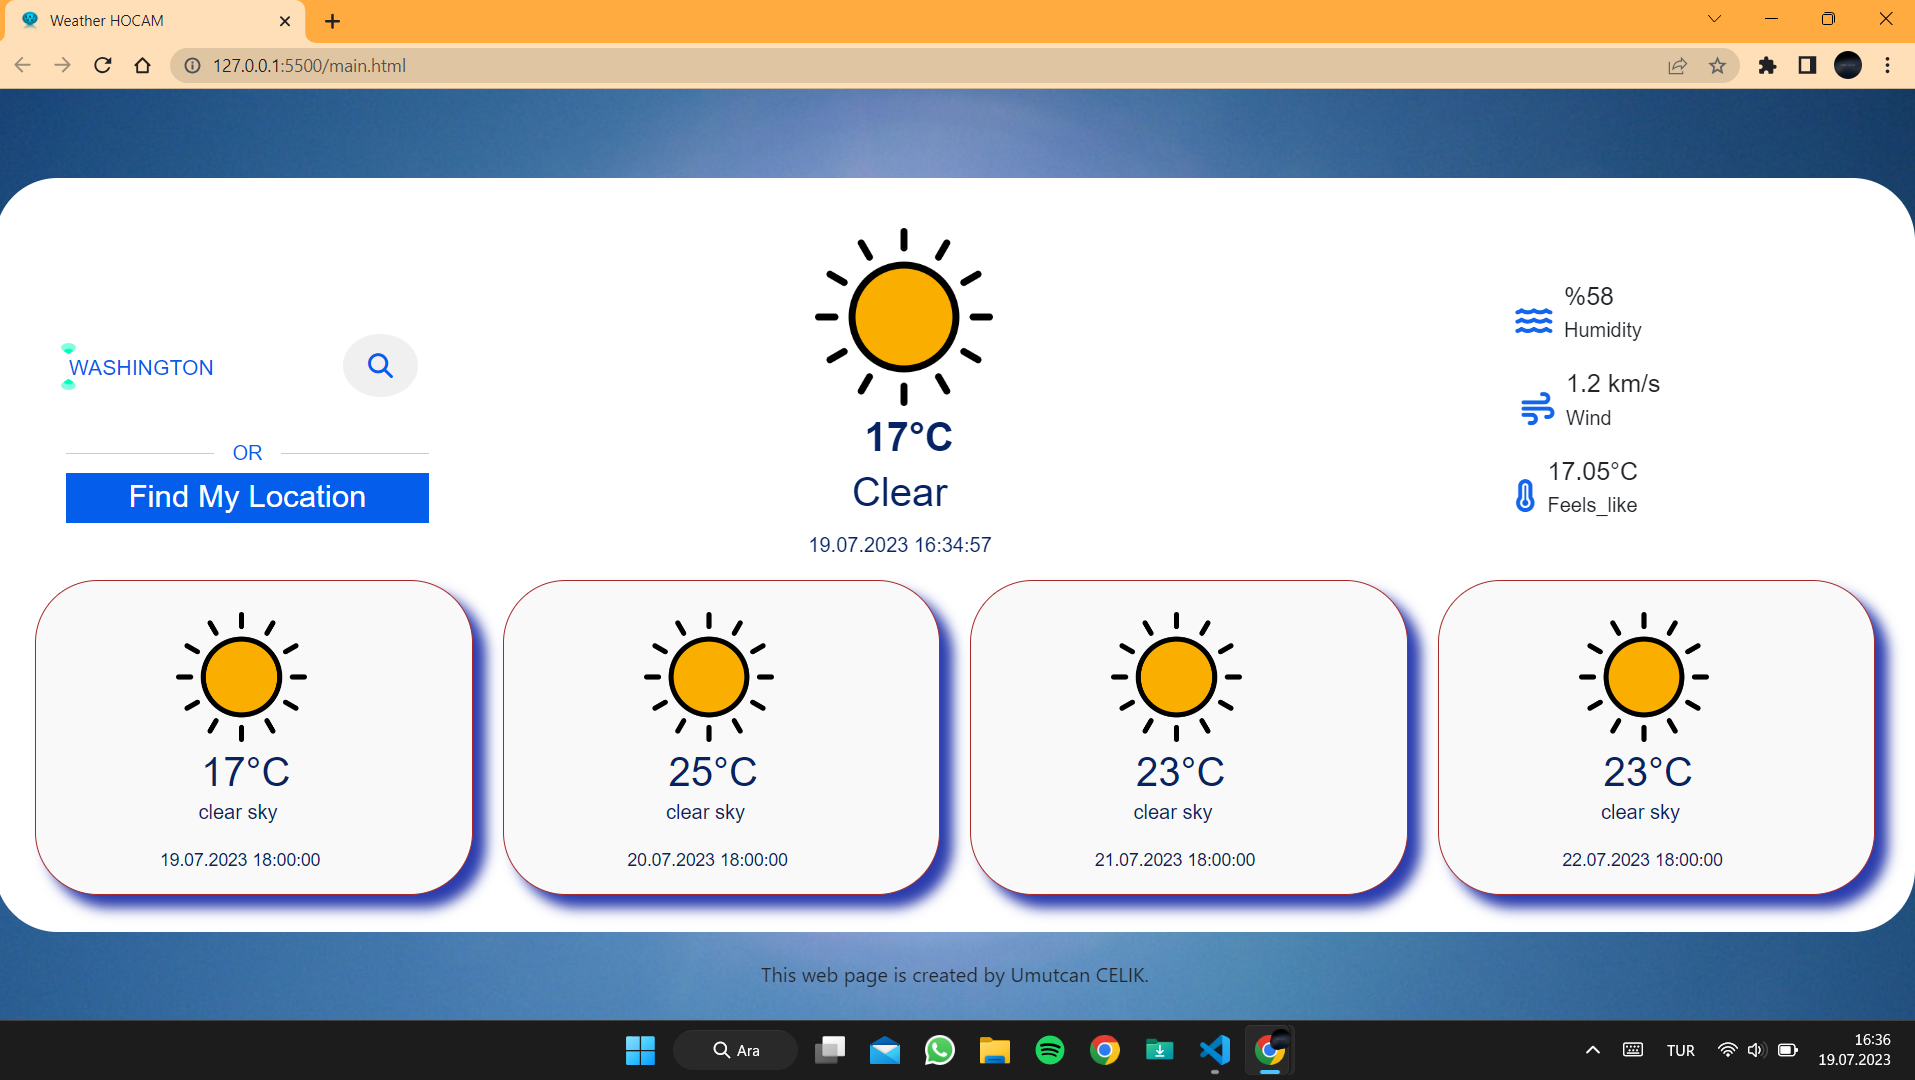 Weather HOCAM
127.0.0.1:5500/main.html
WASHINGTON
OR
Find My Location
17°C
Clear
19.07.2023 16:34:57
%58
Humidity
1.2 km/s
Wind
17.05°C
Feels_like
17°C
clear sky
19.07.2023 18:00:00
25°C
clear sky
20.07.2023 18:00:00
23°C
clear sky
21.07.2023 18:00:00
23°C
clear sky
22.07.2023 18:00:00
This web page is created by Umutcan CELIK.
Ara
TUR
16:36
19.07.2023